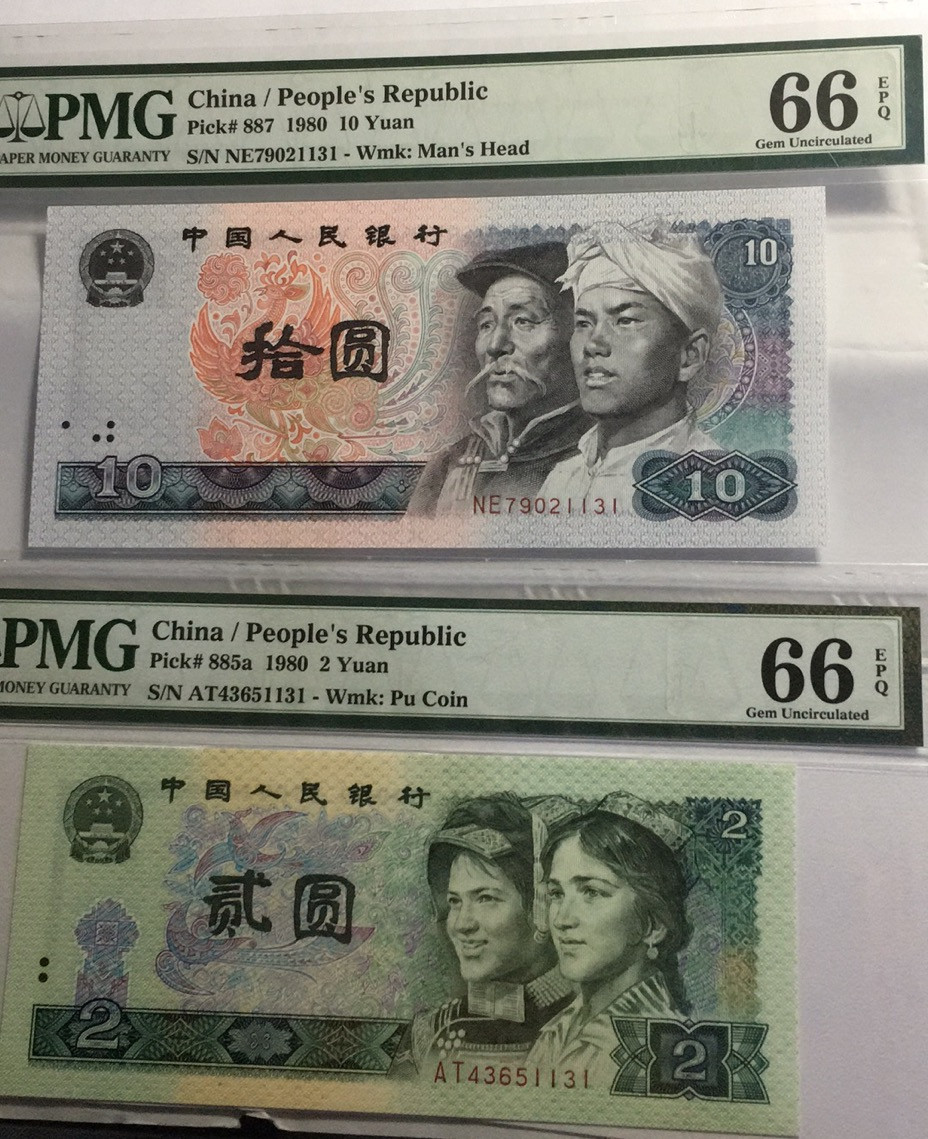 PMG
China / People's Republic
Pick# 887 1980 10 Yuan
APER MONEY GUARANTY
S/N NE79021131 - Wmk: Man's Head
66
EPQ
Gem Uncirculated
中国人民银行
10
拾圆
10
NE79021131
10
PMG
China / People's Republic
Pick# 885a 1980 2 Yuan
MONEY GUARANTY
S/N AT43651131 - Wmk: Pu Coin
66
EPQ
Gem Uncirculated
中国人民银行
2
贰圆
2
AT43651131
2